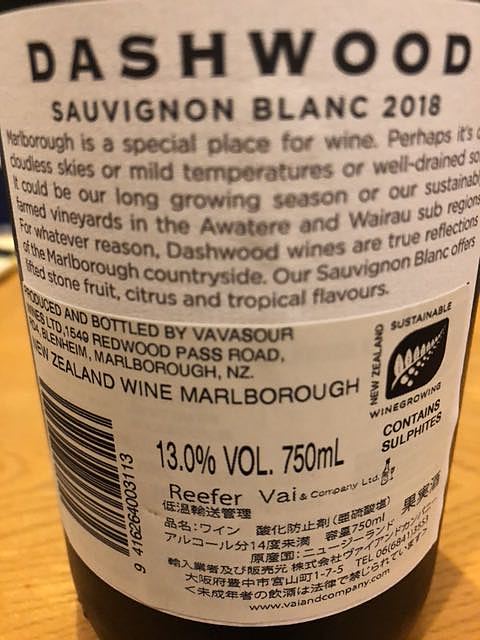 DASHWOOD
SAUVIGNON BLANC 2018
Marlborough is a special place for wine. Perhaps it's
cloudless skies or mild temperatures or well-drained
It could be our long growing season or our
farmed vineyards in the Awatere and Wairau sub regions
For whatever reason, Dashwood wines are true reflections
of the Marlborough countryside. Our Sauvignon Blanc offers
lifted stone fruit, citrus and tropical flavours.
PRODUCED AND BOTTLED BY VAVASOUR
WINES LTD, 1549 REDWOOD PASS ROAD,
RD4, BLENHEIM, MARLBOROUGH, NZ.
NEW ZEALAND WINE MARLBOROUGH
NEW ZEALAND
SUSTAINABLE
WINEGROWING
CONTAINS
SULPHITES
13.0% VOL. 750mL
9 416264003113
Reefer Vai & Company Ltd.
低温輸送管理
品名:ワイン 酸化防止剤(亜硫酸塩) 果実酒
アルコール分14度未満 容量750ml
原産国:ニュージーランド
輸入業者及び販売元 株式会社ヴァイアンドカンパニー
大阪府豊中市宮山町1-7-5 TEL 06(6841)3553
<未成年者の飲酒は法律で禁じられています>
www.vaiandcompany.com